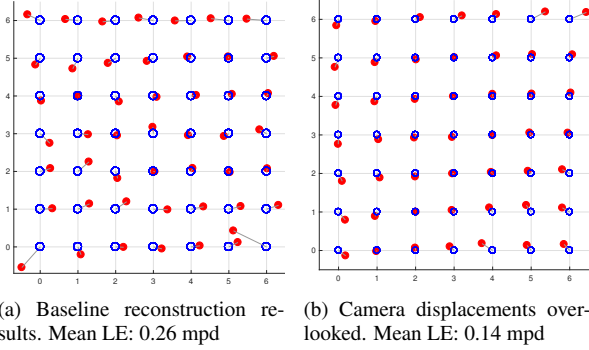 6
5
4
3
2
1
0
0 1 2 3 4 5 6
(a) Baseline reconstruction re-
sults. Mean LE: 0.26 mpd
6
5
4
3
2
1
0
0 1 2 3 4 5 6
(b) Camera displacements over-
looked. Mean LE: 0.14 mpd